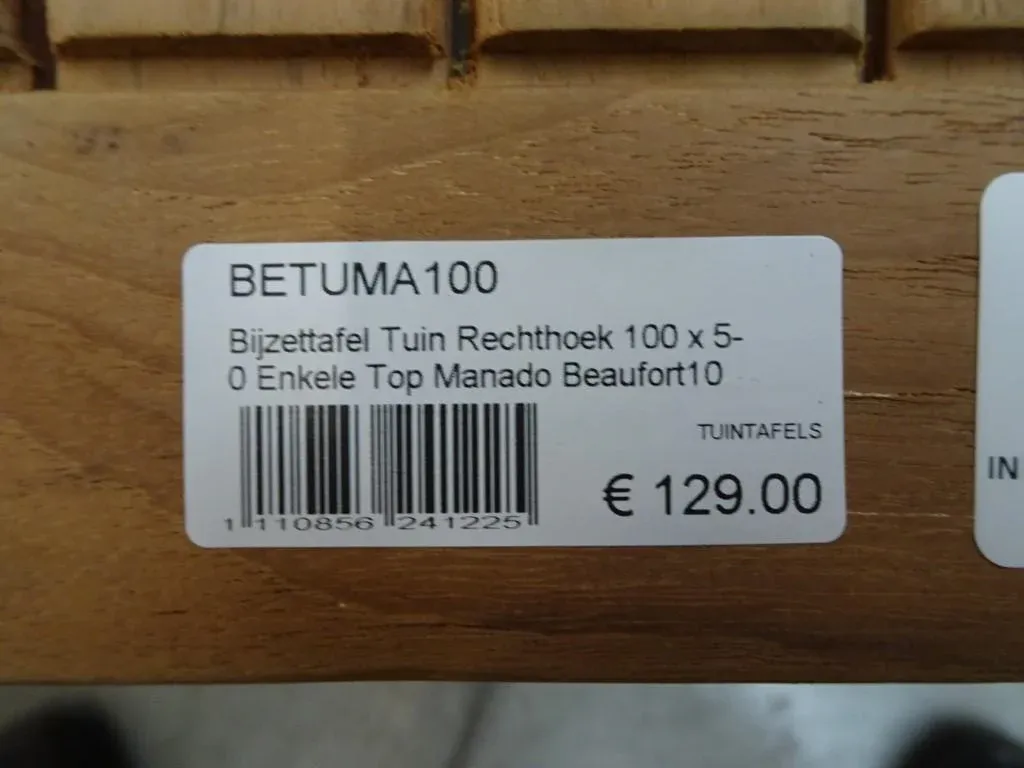 BETUMA100
Bijzettafel Tuin Rechthoek 100 x 5-
0 Enkele Top Manado Beaufort10
TUINTAFELS
€ 129.00
1 110856 241225
IN